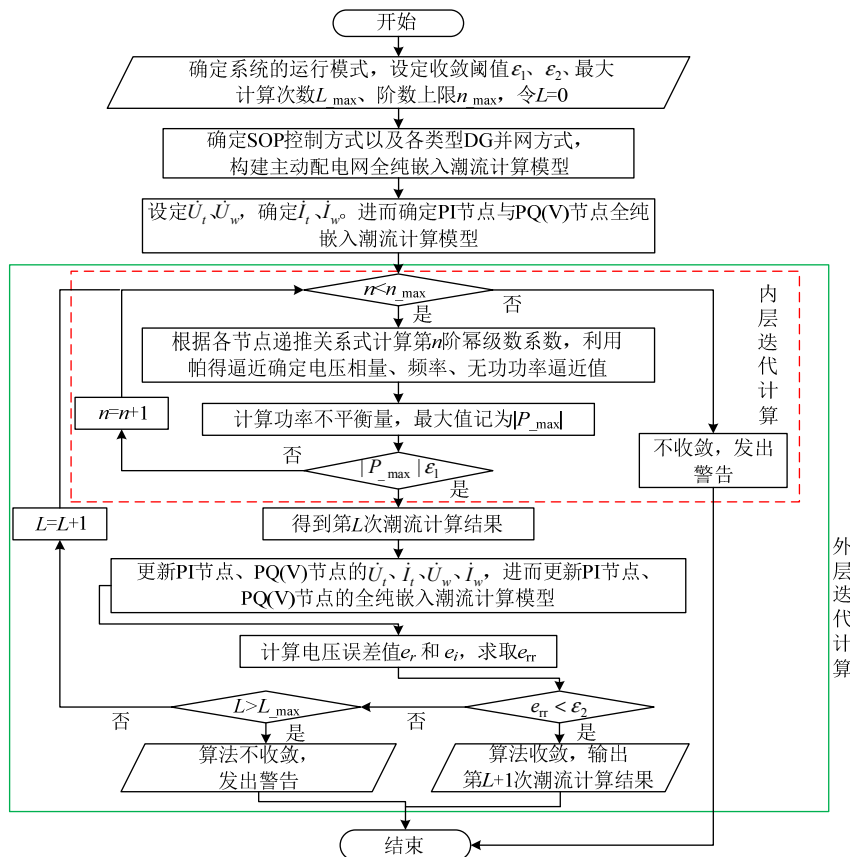 开始
确定系统的运行模式，设定收敛阈值ε₁、ε₂、最大
计算次数L_max、阶数上限n_max，令L=0
确定SOP控制方式以及各类型DG并网方式，
构建主动配电网全纯嵌入潮流计算模型
设定U̇ₜ、U̇w，确定İₜ、İw。进而确定PI节点与PQ(V)节点全纯
嵌入潮流计算模型
n<n_max
否
是
内层迭代计算
根据各节点递推关系式计算第n阶幂级数系数，利用
帕得逼近确定电压相量、频率、无功功率逼近值
n=n+1
计算功率不平衡量，最大值记为|P_max|
不收敛，发出
警告
否
|P_max|ε₁
是
L=L+1
得到第L次潮流计算结果
更新PI节点、PQ(V)节点的U̇ₜ、İₜ、U̇w、İw，进而更新PI节点、
PQ(V)节点的全纯嵌入潮流计算模型
外层迭代计算
计算电压误差值eᵣ和eᵢ，求取eᵣᵣ
L>L_max
eᵣᵣ<ε₂
否
否
是
是
算法不收敛，
发出警告
算法收敛，输出
第L+1次潮流计算结果
结束